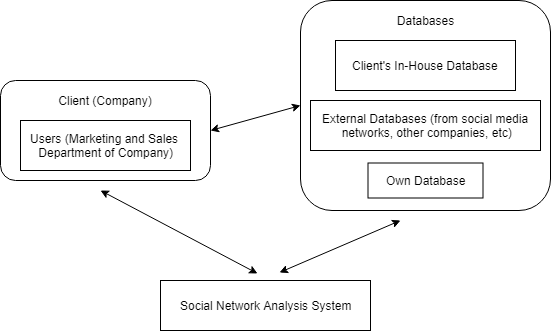 Databases
Client's In-House Database
External Databases (from social media
networks, other companies, etc)
Own Database
Client (Company)
Users (Marketing and Sales
Department of Company)
Social Network Analysis System